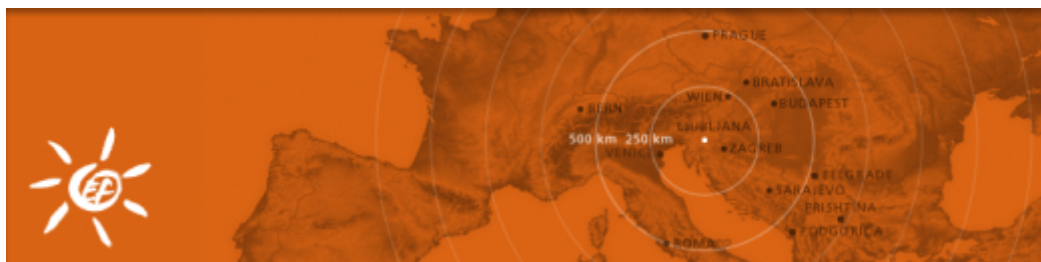 PRAGUE
BRATISLAVA
WIEN
BUDAPEST
BERN
LJUBLJANA
500 km 250 km
ZAGREB
VENICE
BELGRADE
SARAJEVO
PRISHTINA
PODGORICA
ROMA